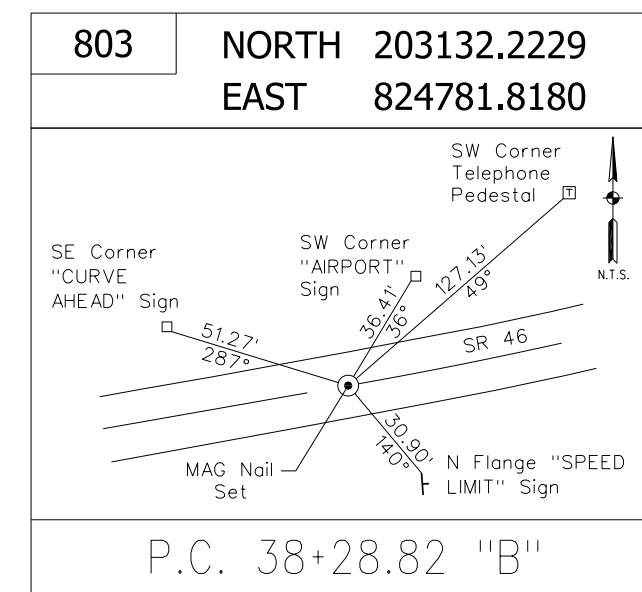 803
NORTH 203132.2229
EAST 824781.8180
SW Corner
Telephone
Pedestal
T
N.T.S.
SW Corner
"AIRPORT"
Sign
SE Corner
"CURVE
AHEAD" Sign
127.13'
49°
36.41'
36°
51.27'
287°
SR 46
30.90'
140°
MAG Nail
Set
N Flange "SPEED
LIMIT" Sign
P.C. 38+28.82 "B"